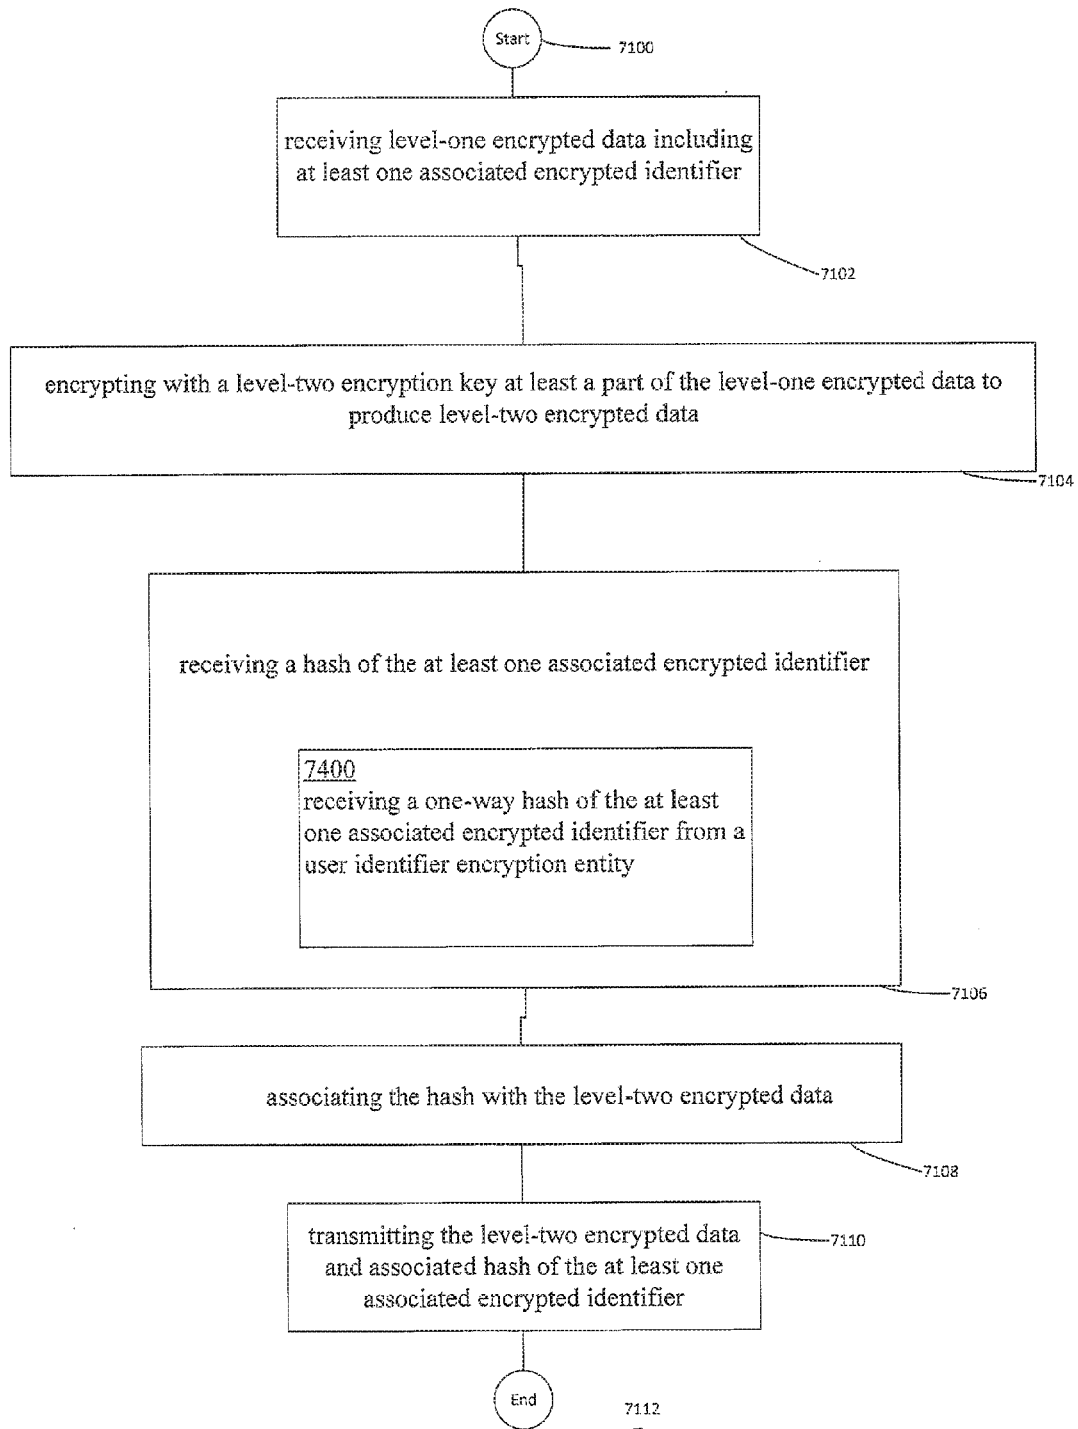 Start
7100
receiving level-one encrypted data including
at least one associated encrypted identifier
7102
encrypting with a level-two encryption key at least a part of the level-one encrypted data to
produce level-two encrypted data
7104
receiving a hash of the at least one associated encrypted identifier
7400
receiving a one-way hash of the at least
one associated encrypted identifier from a
user identifier encryption entity
7106
associating the hash with the level-two encrypted data
7108
transmitting the level-two encrypted data
and associated hash of the at least one
associated encrypted identifier
7110
End
7112